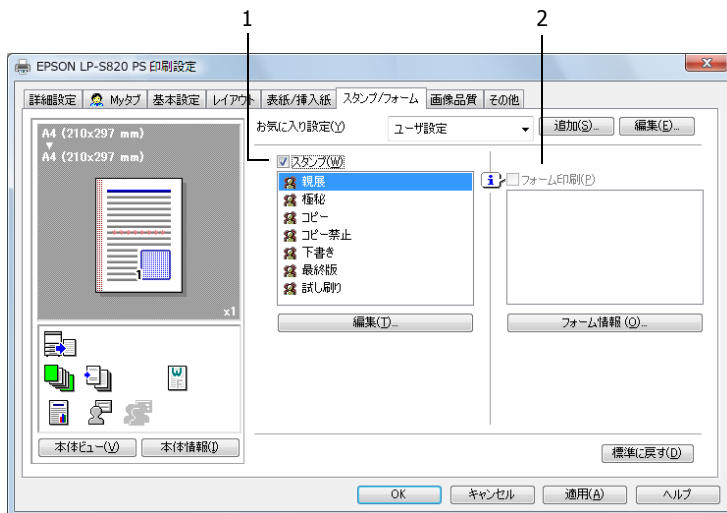 1 2
EPSON LP-S820 PS 印刷設定
詳細設定 Myタブ 基本設定 レイアウト 表紙/挿入紙 スタンプ/フォーム 画像品質 その他
A4 (210x297 mm)
A4 (210x297 mm)
1
x1
本体ビュー(V) 本体情報(I)
お気に入り設定(Y) ユーザ設定 追加(S)... 編集(E)...
スタンプ(W)
親展
極秘
コピー
コピー禁止
下書き
最終版
試し刷り
編集(T)...
フォーム印刷(P)
フォーム情報 (O)...
標準に戻す(D)
OK キャンセル 適用(A) ヘルプ